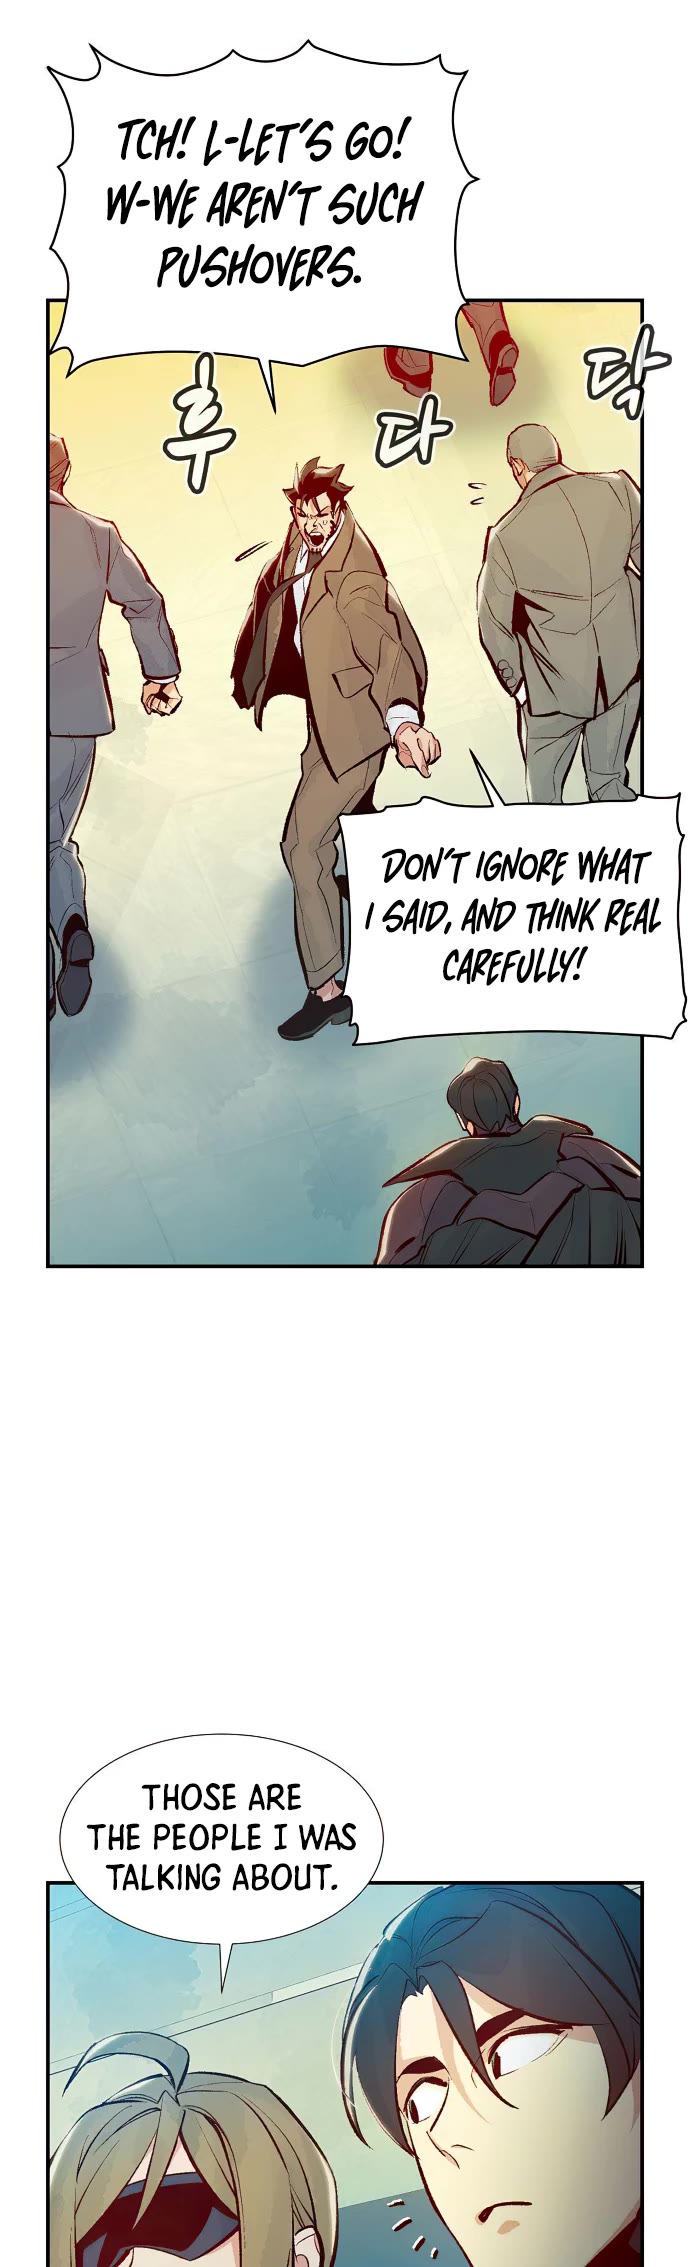 TCH! L-LET'S GO!
W-WE AREN'T SUCH
PUSHOVERS.
후 다 닥
DON'T IGNORE WHAT
I SAID, AND THINK REAL
CAREFULLY!
THOSE ARE
THE PEOPLE I WAS
TALKING ABOUT.